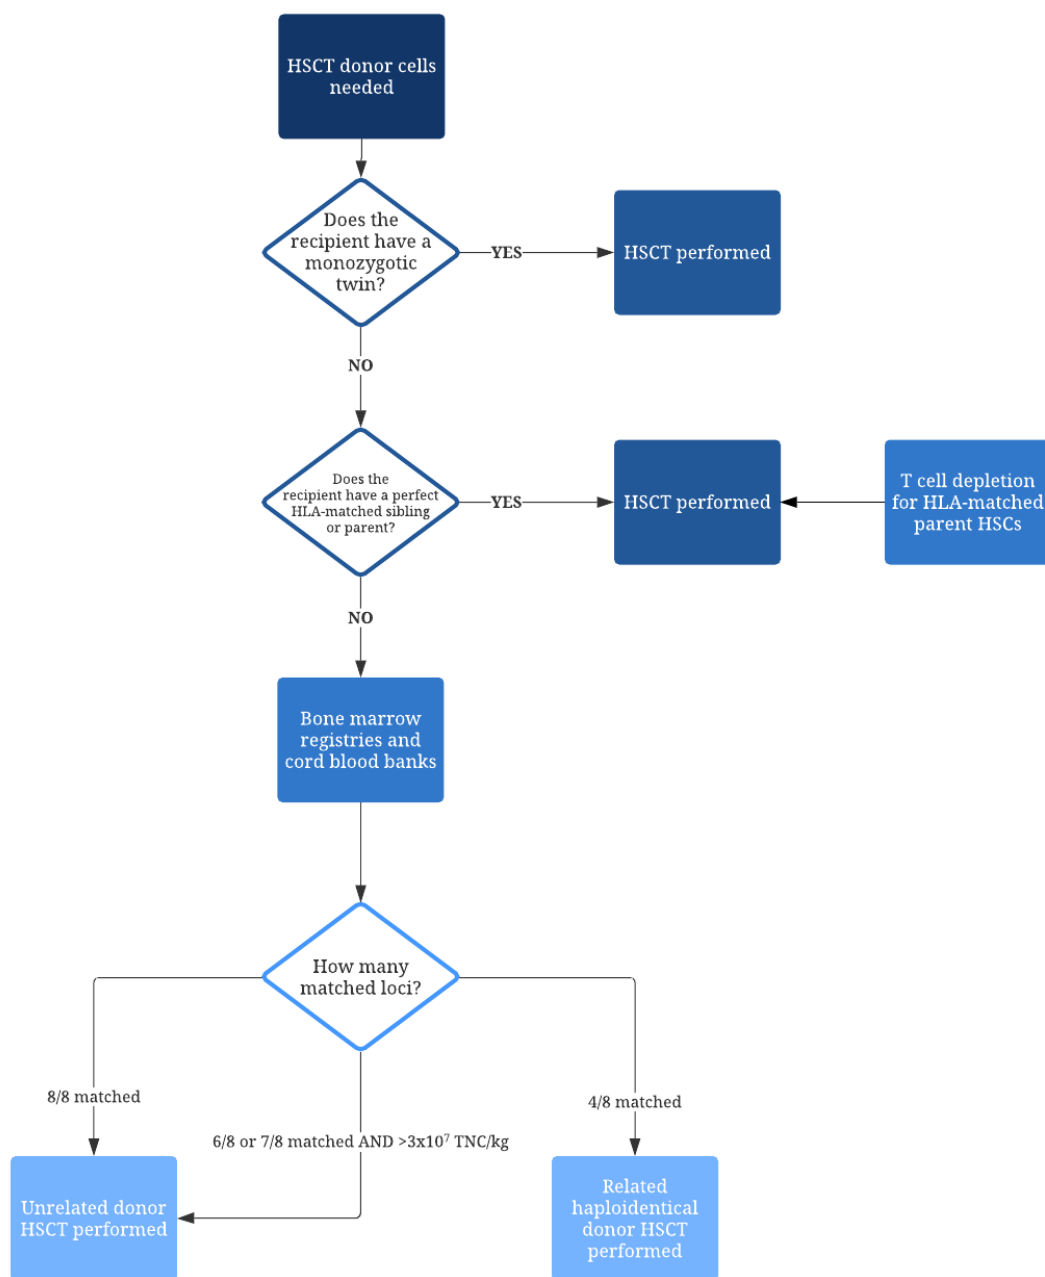 HSCT donor cells
needed
Does the
recipient have a
monozygotic
twin?
YES
HSCT performed
NO
Does the
recipient have a perfect
HLA-matched sibling
or parent?
YES
HSCT performed
T cell depletion
for HLA-matched
parent HSCs
NO
Bone marrow
registries and
cord blood banks
How many
matched loci?
8/8 matched
6/8 or 7/8 matched AND >3x10⁷ TNC/kg
4/8 matched
Unrelated donor
HSCT performed
Related
haploidentical
donor HSCT
performed